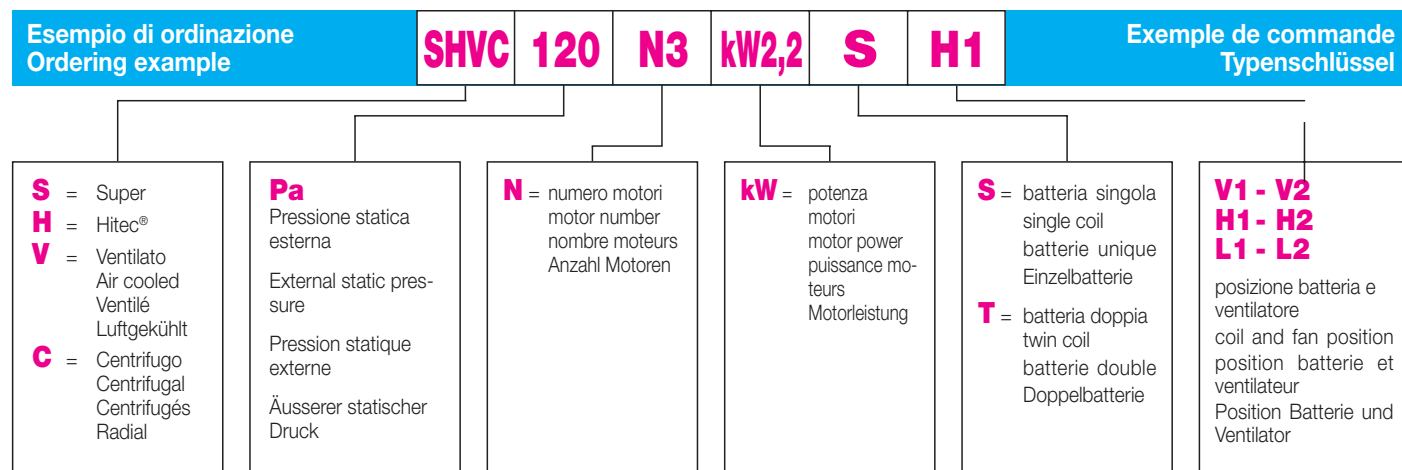 Esempio di ordinazione
Ordering example
SHVC 120 N3 kW2,2 S H1
Exemple de commande
Typenschlüssel
S = Super
H = Hitec®
V = Ventilato
Air cooled
Ventilé
Luftgekühlt
C = Centrifugo
Centrifugal
Centrifugés
Radial
Pa
Pressione statica
esterna
External static pres-
sure
Pression statique
externe
Äusserer statischer
Druck
N = numero motori
motor number
nombre moteurs
Anzahl Motoren
kW = potenza
motori
motor power
puissance mo-
teurs
Motorleistung
S = batteria singola
single coil
batterie unique
Einzelbatterie
T = batteria doppia
twin coil
batterie double
Doppelbatterie
V1 - V2
H1 - H2
L1 - L2
posizione batteria e
ventilatore
coil and fan position
position batterie et
ventilateur
Position Batterie und
Ventilator